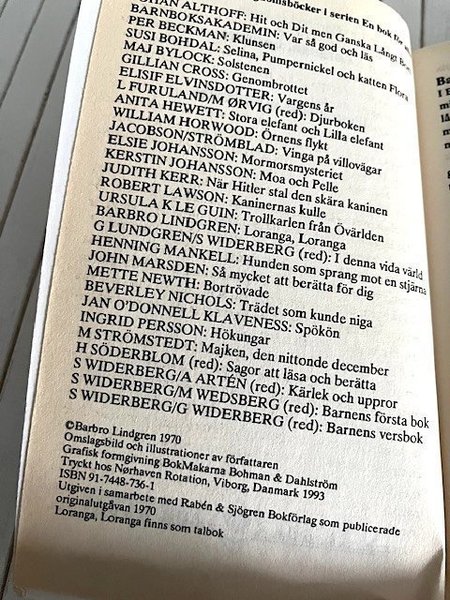 omsböcker i serien En bok för
HAN ALTHOFF: Hit och Dit men Ganska Långt Bort
BARNBOKSAKADEMIN: Var så god och läs
PER BECKMAN: Klunsen
SUSI BOHDAL: Selina, Pumpernickel och katten Flora
MAJ BYLOCK: Solstenen
GILLIAN CROSS: Genombrottet
ELISIF ELVINSDOTTER: Vargens år
L FURULAND/M ØRVIG (red): Djurboken
ANITA HEWETT: Stora elefant och Lilla elefant
WILLIAM HORWOOD: Örnens flykt
JACOBSON/STRÖMBLAD: Vinga på villovägar
ELSIE JOHANSSON: Mormorsmysteriet
KERSTIN JOHANSSON: Moa och Pelle
JUDITH KERR: När Hitler stal den skära kaninen
ROBERT LAWSON: Kaninernas kulle
URSULA K LE GUIN: Trollkarlen från Övärlden
BARBRO LINDGREN: Loranga, Loranga
G LUNDGREN/S WIDERBERG (red): I denna vida värld
HENNING MANKELL: Hunden som sprang mot en stjärna
JOHN MARSDEN: Så mycket att berätta för dig
METTE NEWTH: Bortrövade
BEVERLEY NICHOLS: Trädet som kunde niga
JAN O'DONNELL KLAVENESS: Spökön
INGRID PERSSON: Hökungar
M STRÖMSTEDT: Majken, den nittonde december
H SÖDERBLOM (red): Sagor att läsa och berätta
S WIDERBERG/A ARTÉN (red): Kärlek och uppror
S WIDERBERG/M WEDSBERG (red): Barnens första bok
S WIDERBERG/G WIDERBERG (red): Barnens versbok
©Barbro Lindgren 1970
Omslagsbild och illustrationer av författaren
Grafisk formgivning BokMakarna Bohman & Dahlström
Tryckt hos Nørhaven Rotation, Viborg, Danmark 1993
ISBN 91-7448-736-1
Utgiven i samarbete med Rabén & Sjögren Bokförlag som publicerade
originalutgåvan 1970
Loranga, Loranga finns som talbok